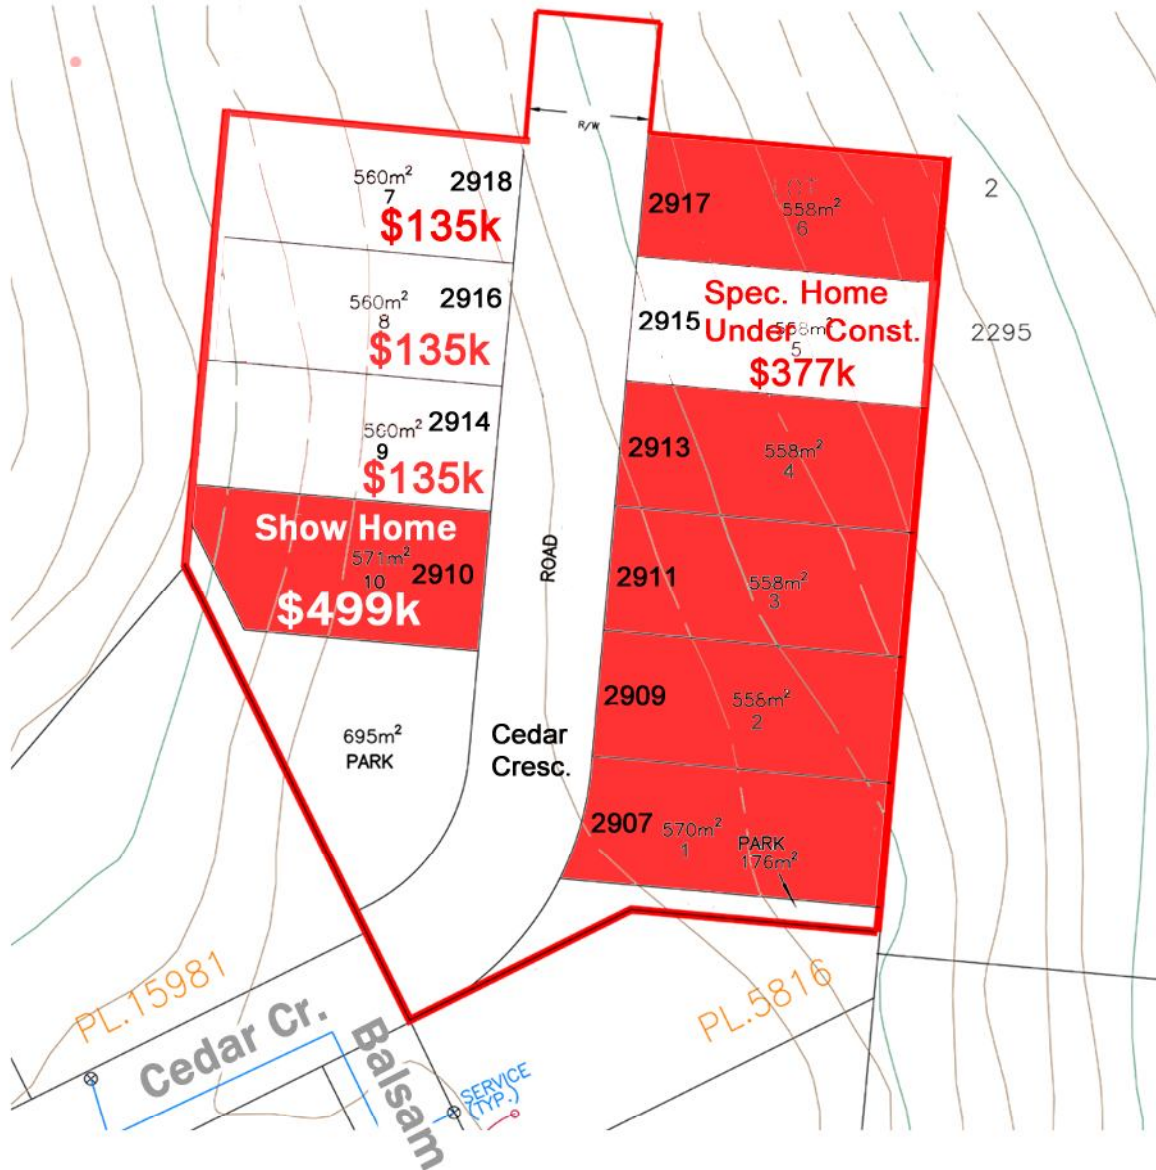 R/W
560m² 2918
7
$135k
560m² 2916
8
$135k
560m² 2914
9
$135k
Show Home
571m²
10 2910
$499k
695m²
PARK
ROAD
Cedar
Cresc.
LOT
2917 558m²
6
Spec. Home
2915 Under Const.
558m²
5
$377k
2913 558m²
4
2911 558m²
3
2909 558m²
2
2907 570m²
1
PARK
176m²
2
2295
PL.15981
PL.5816
Cedar Cr.
Balsam
SERVICE
(TYP.)